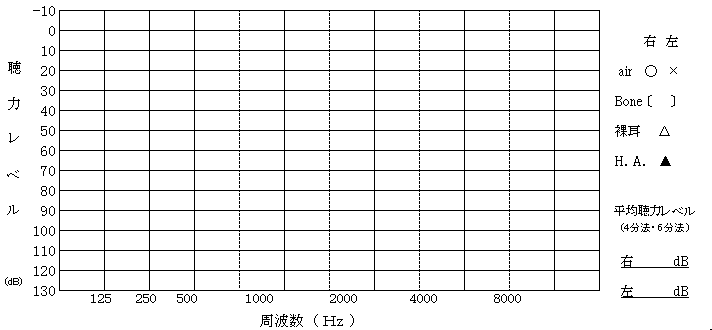 -10
0
10
20
30
40
50
60
70
80
90
100
110
120
130
聴力レベル
(dB)
125 250 500 1000 2000 4000 8000
周波数(Hz)
右 左
air ○ ×
Bone〔 〕
裸耳 △
H.A. ▲
平均聴力レベル
(4分法・6分法)
右 dB
左 dB